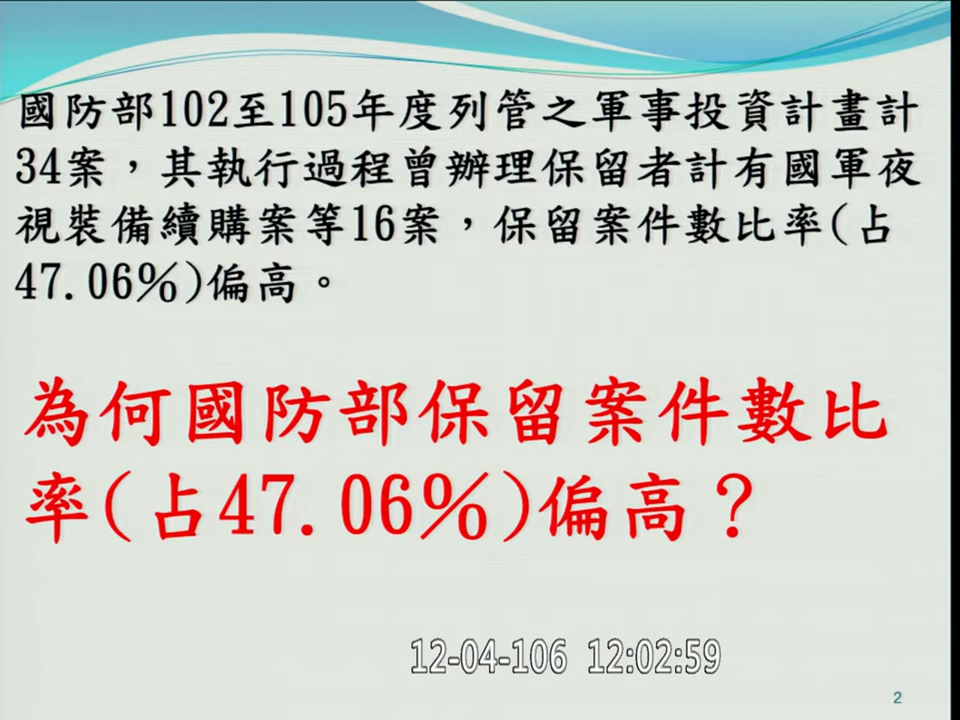 國防部102至105年度列管之軍事投資計畫計
34案，其執行過程曾辦理保留者計有國軍夜
視裝備續購案等16案，保留案件數比率(占
47.06%)偏高。
為何國防部保留案件數比
率(占47.06%)偏高？
12-04-106 12:02:59
2